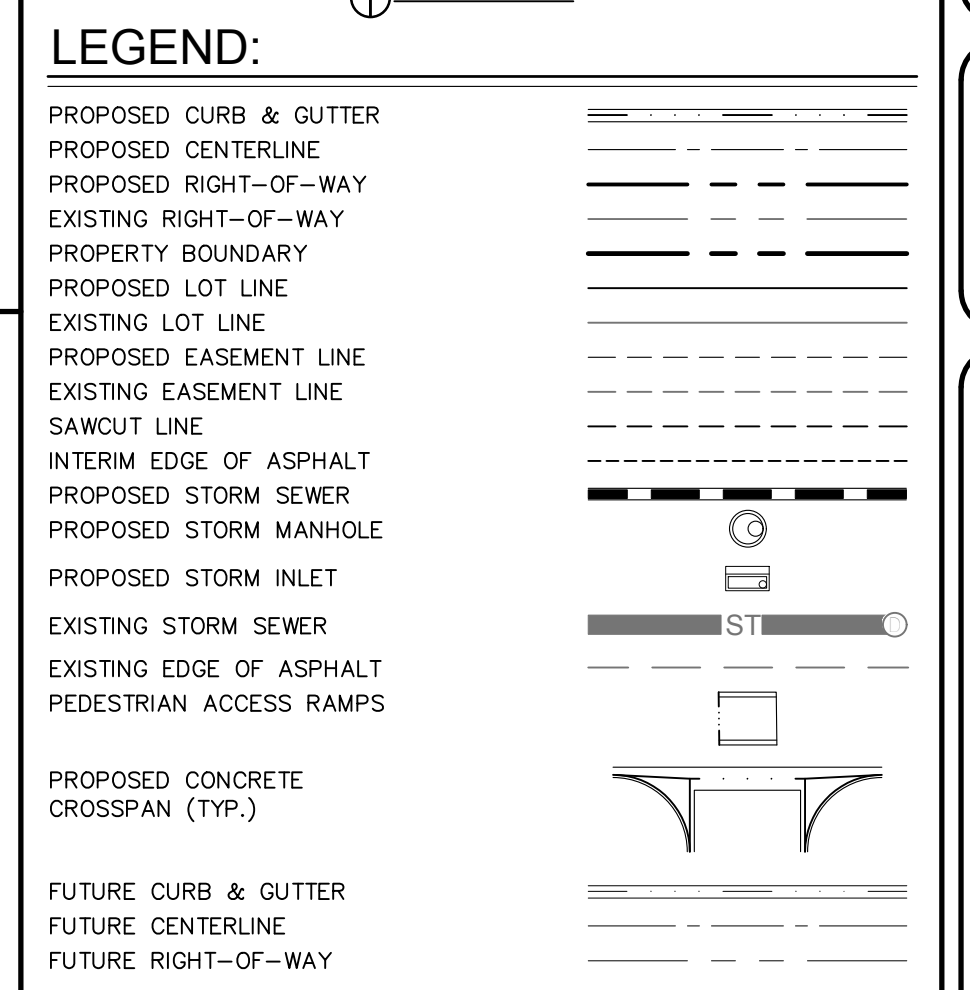 LEGEND:
PROPOSED CURB & GUTTER
PROPOSED CENTERLINE
PROPOSED RIGHT-OF-WAY
EXISTING RIGHT-OF-WAY
PROPERTY BOUNDARY
PROPOSED LOT LINE
EXISTING LOT LINE
PROPOSED EASEMENT LINE
EXISTING EASEMENT LINE
SAWCUT LINE
INTERIM EDGE OF ASPHALT
PROPOSED STORM SEWER
PROPOSED STORM MANHOLE
PROPOSED STORM INLET
EXISTING STORM SEWER ST D
EXISTING EDGE OF ASPHALT
PEDESTRIAN ACCESS RAMPS
PROPOSED CONCRETE
CROSSPAN (TYP.)
FUTURE CURB & GUTTER
FUTURE CENTERLINE
FUTURE RIGHT-OF-WAY